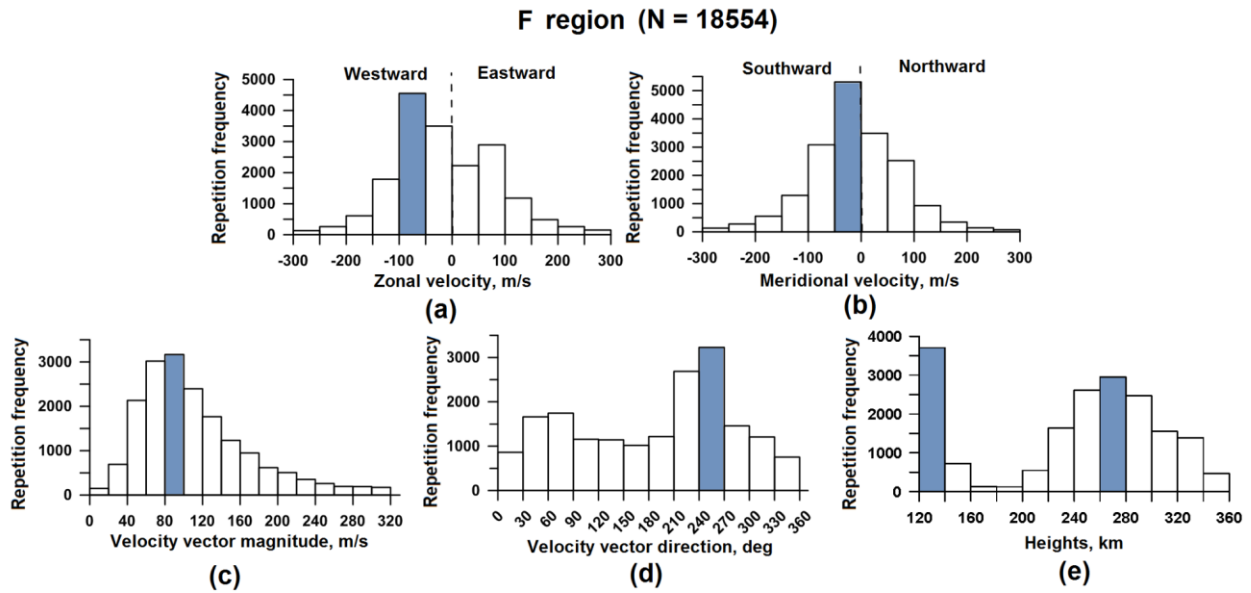 F region (N = 18554)
Westward Eastward
Repetition frequency
5000
4000
3000
2000
1000
0
-300 -200 -100 0 100 200 300
Zonal velocity, m/s
(a)
Southward Northward
Repetition frequency
5000
4000
3000
2000
1000
0
-300 -200 -100 0 100 200 300
Meridional velocity, m/s
(b)
Repetition frequency
3000
2000
1000
0
0 40 80 120 160 200 240 280 320
Velocity vector magnitude, m/s
(c)
Repetition frequency
3000
2000
1000
0
0 30 60 90 120 150 180 210 240 270 300 330 360
Velocity vector direction, deg
(d)
Repetition frequency
4000
3000
2000
1000
0
120 160 200 240 280 320 360
Heights, km
(e)